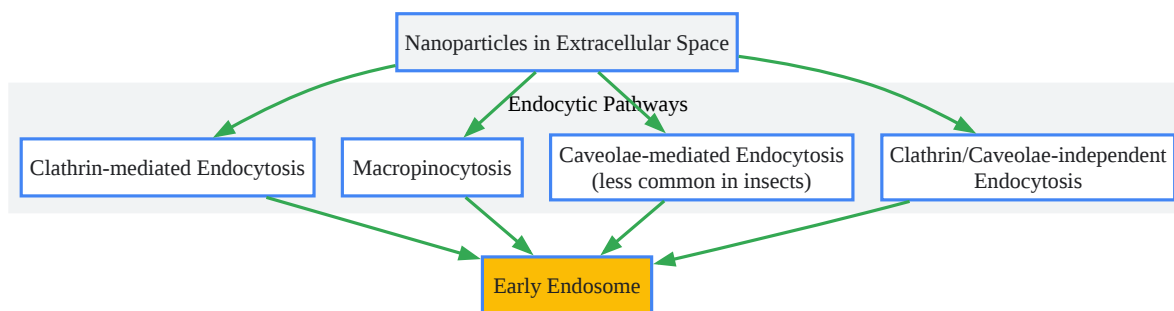 Nanoparticles in Extracellular Space
Endocytic Pathways
Clathrin-mediated Endocytosis
Macropinocytosis
Caveolae-mediated Endocytosis
(less common in insects)
Clathrin/Caveolae-independent
Endocytosis
Early Endosome